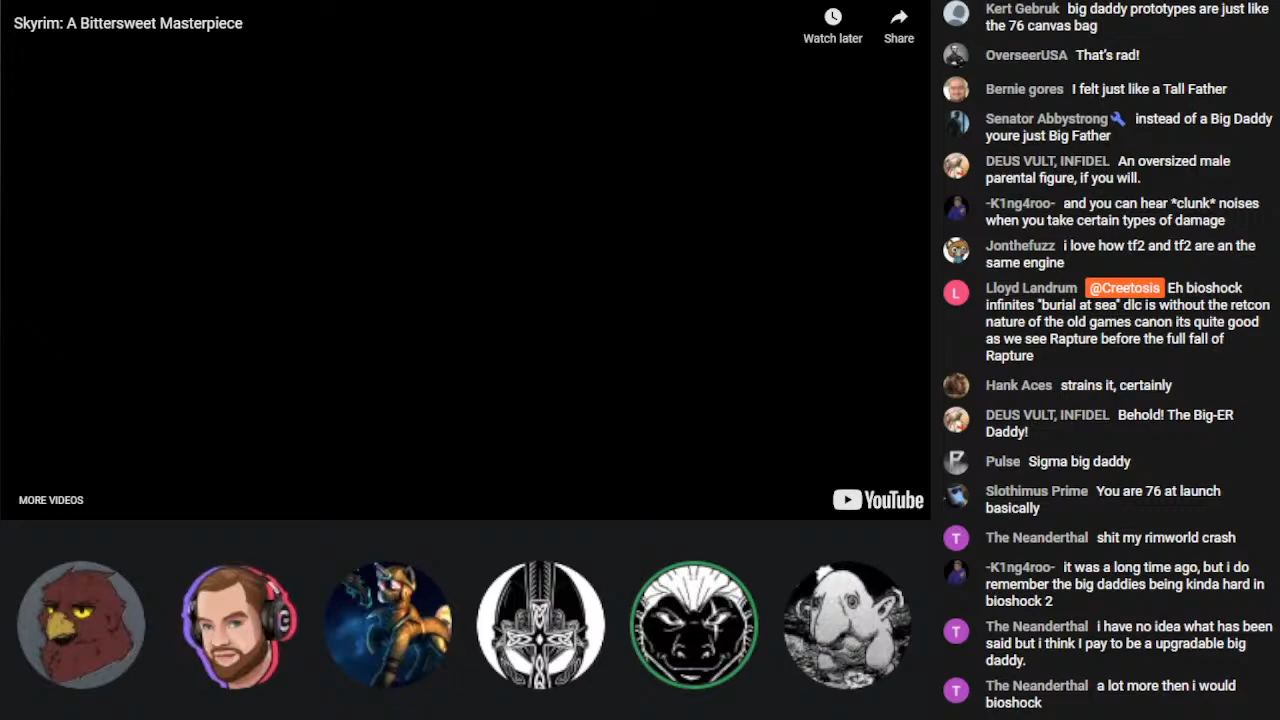 Skyrim: A Bittersweet Masterpiece
Watch later
Share
MORE VIDEOS
YouTube
Kert Gebruk big daddy prototypes are just like
the 76 canvas bag
OverseerUSA That's rad!
Bernie gores I felt just like a Tall Father
Senator Abbystrong instead of a Big Daddy
youre just Big Father
DEUS VULT, INFIDEL An oversized male
parental figure, if you will.
-K1ng4roo- and you can hear *clunk* noises
when you take certain types of damage
Jonthefuzz i love how tf2 and tf2 are an the
same engine
L
Lloyd Landrum @Creetosis Eh bioshock
infinites "burial at sea" dlc is without the retcon
nature of the old games canon its quite good
as we see Rapture before the full fall of
Rapture
Hank Aces strains it, certainly
DEUS VULT, INFIDEL Behold! The Big-ER
Daddy!
Pulse Sigma big daddy
Slothimus Prime You are 76 at launch
basically
T
The Neanderthal shit my rimworld crash
-K1ng4roo- it was a long time ago, but i do
remember the big daddies being kinda hard in
bioshock 2
T
The Neanderthal i have no idea what has been
said but i think I pay to be a upgradable big
daddy.
T
The Neanderthal a lot more then i would
bioshock